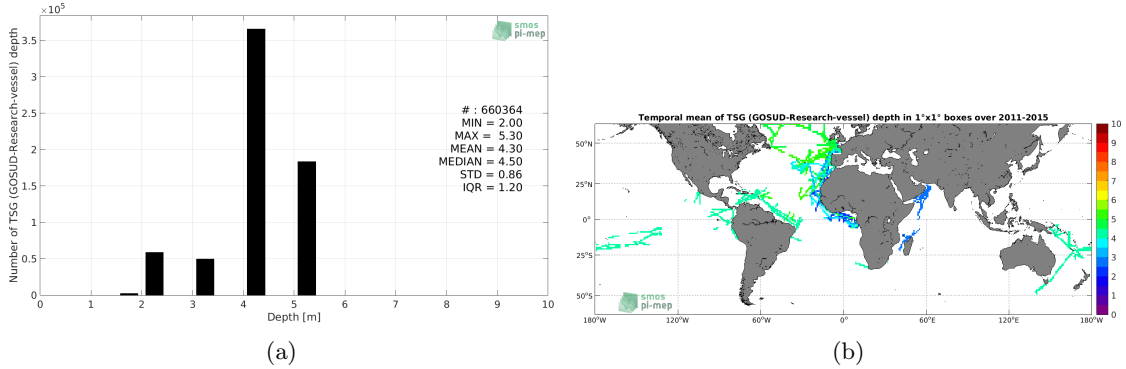 ×10^5
3.5
3
2.5
2
1.5
1
0.5
0
Number of TSG (GOSUD-Research-vessel) depth
smos
pi-mep
# : 660364
MIN = 2.00
MAX = 5.30
MEAN = 4.30
MEDIAN = 4.50
STD = 0.86
IQR = 1.20
0 1 2 3 4 5 6 7 8 9 10
Depth [m]
(a)
Temporal mean of TSG (GOSUD-Research-vessel) depth in 1°x1° boxes over 2011-2015
50°N
25°N
0°
25°S
50°S
smos
pi-mep
180°W 120°W 60°W 0° 60°E 120°E 180°E
10
9
8
7
6
5
4
3
2
1
0
(b)